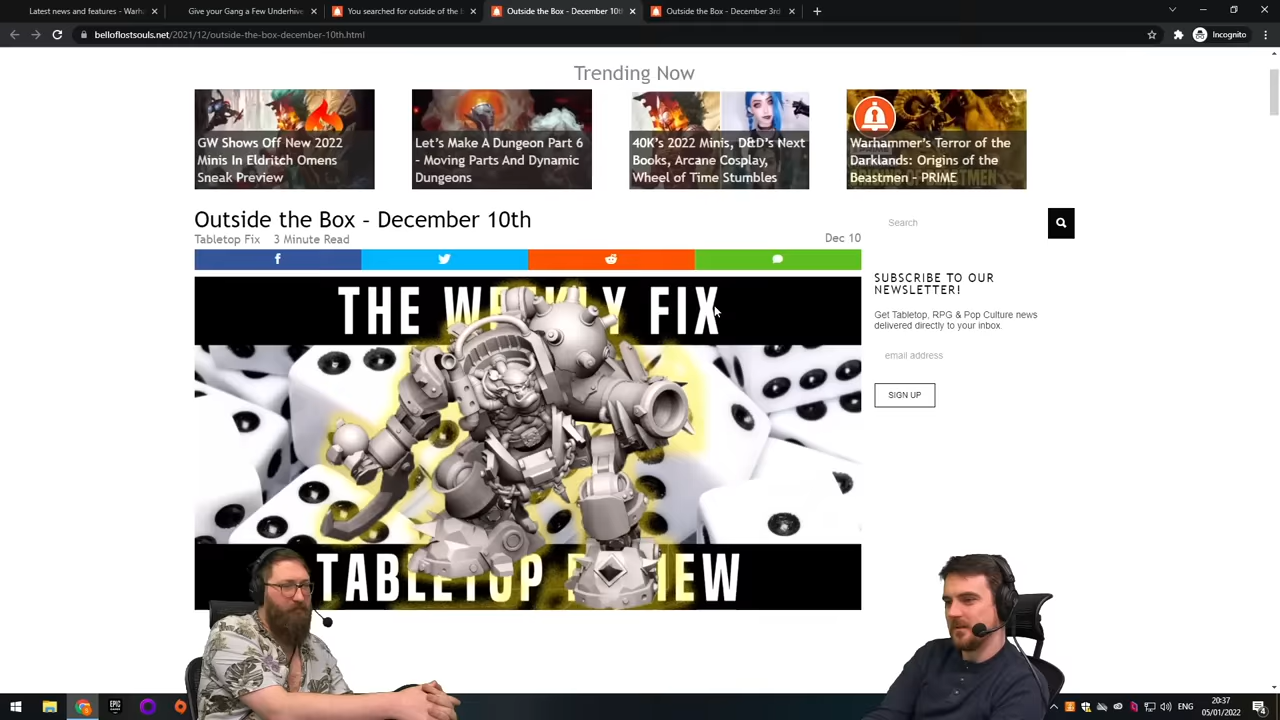 Latest news and features - Warh
Give your Gang a Few Underhive
You searched for outside of the B
Outside the Box - December 10th
Outside the Box - December 3rd
belloflostsouls.net/2021/12/outside-the-box-december-10th.html
Incognito
Trending Now
GW Shows Off New 2022
Minis In Eldritch Omens
Sneak Preview
Let's Make A Dungeon Part 6
- Moving Parts And Dynamic
Dungeons
40K's 2022 Minis, D&D's Next
Books, Arcane Cosplay,
Wheel of Time Stumbles
Warhammer's Terror of the
Darklands: Origins of the
Beastmen – PRIME
Outside the Box – December 10th
Tabletop Fix 3 Minute Read
Dec 10
Search
SUBSCRIBE TO OUR
NEWSLETTER!
Get Tabletop, RPG & Pop Culture news
delivered directly to your inbox.
email address
SIGN UP
THE WEEKLY FIX
TABLETOP REVIEW
EPIC
ENG
20:37
05/01/2022